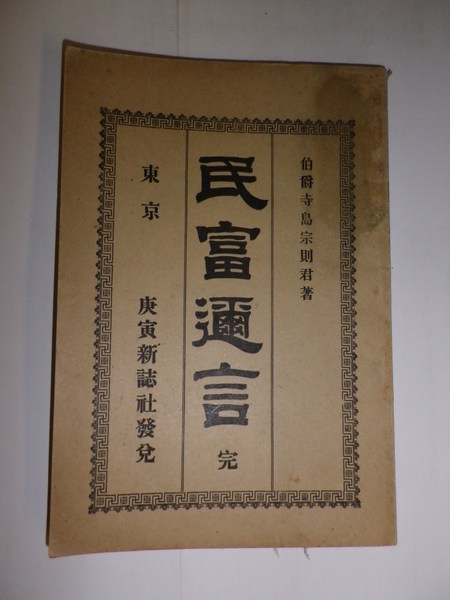 伯爵寺島宗則君著
民富邇言 完
東京 庚寅新誌社發兌